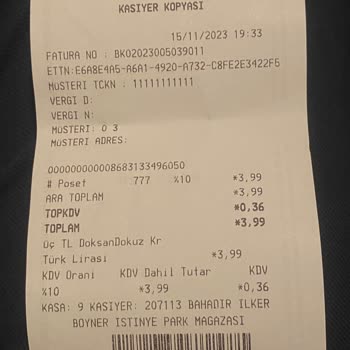 KASIYER KOPYASI
15/11/2023 19:33
FATURA NO : BK02023005039011
ETTN:E6A8E4A5-A6A1-4920-A732-C8FE2E3422F5
MUSTERI TCKN : 11111111111
VERGI D:
VERGI N:
MUSTERI: O 3
MUSTERI ADRES:
000000000008683133496050
# Poset 777 %10 *3,99
ARA TOPLAM *3,99
TOPKDV *0,36
TOPLAM *3,99
üç TL DoksanDokuz Kr
Türk Lirası *3,99
KDV Orani KDV Dahil Tutar KDV
%10 *3,99 *0,36
KASA: 9 KASIYER: 207113 BAHADIR ILKER
BOYNER ISTINYE PARK MAGAZASI